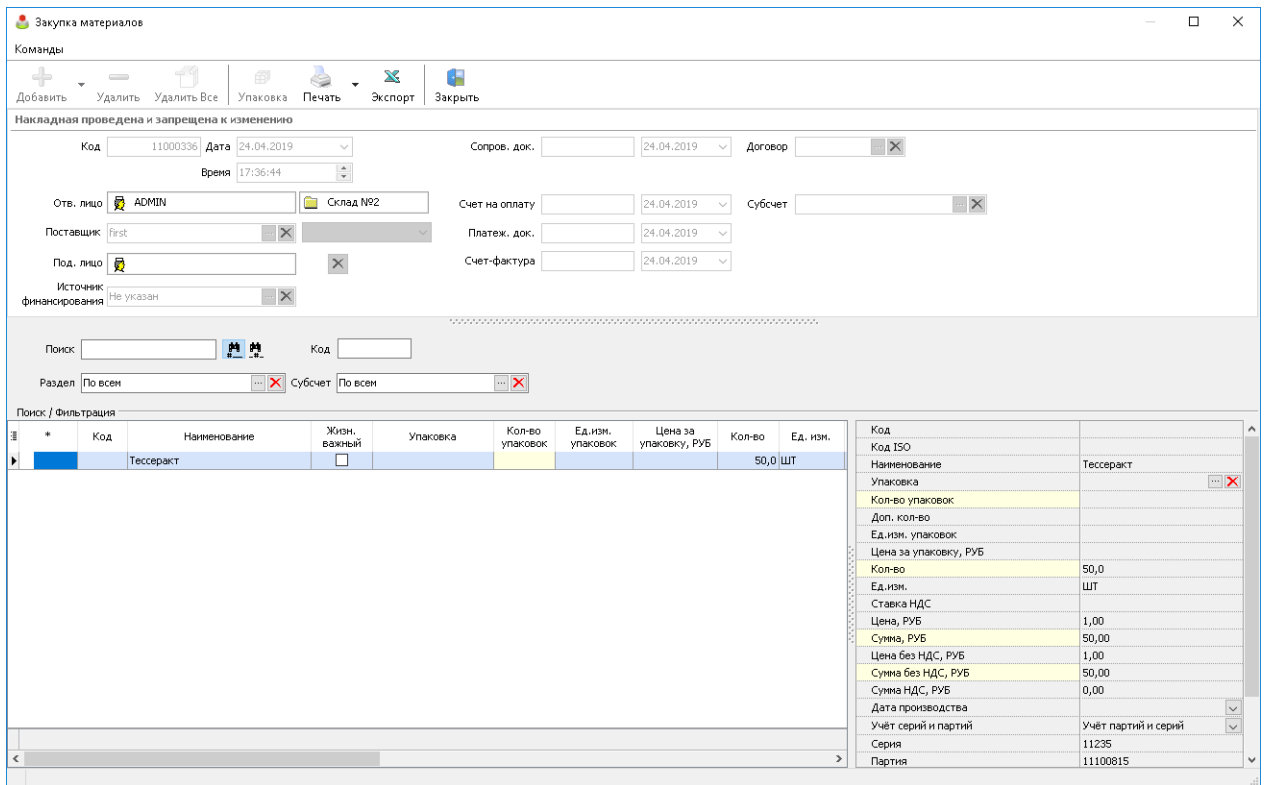 Закупка материалов
Команды
Добавить Удалить Удалить Все Упаковка Печать Экспорт Закрыть
Накладная проведена и запрещена к изменению
Код 11000336 Дата 24.04.2019 Сопров. док. 24.04.2019 Договор
Время 17:36:44
Отв. лицо ADMIN Склад №2 Счет на оплату 24.04.2019 Субсчет
Поставщик first Платеж. док. 24.04.2019
Под. лицо Счет-фактура 24.04.2019
Источник
финансирования Не указан
Поиск Код
Раздел По всем Субсчет По всем
Поиск / Фильтрация
* Код Наименование Жизн. важный Упаковка Кол-во упаковок Ед.изм. упаковок Цена за упаковку, РУБ Кол-во Ед. изм.
Тессеракт 50,0 ШТ
Код
Код ISO
Наименование Тессеракт
Упаковка
Кол-во упаковок
Доп. кол-во
Ед.изм. упаковок
Цена за упаковку, РУБ
Кол-во 50,0
Ед.изм. ШТ
Ставка НДС
Цена, РУБ 1,00
Сумма, РУБ 50,00
Цена без НДС, РУБ 1,00
Сумма без НДС, РУБ 50,00
Сумма НДС, РУБ 0,00
Дата производства
Учёт серий и партий Учёт партий и серий
Серия 11235
Партия 11100815